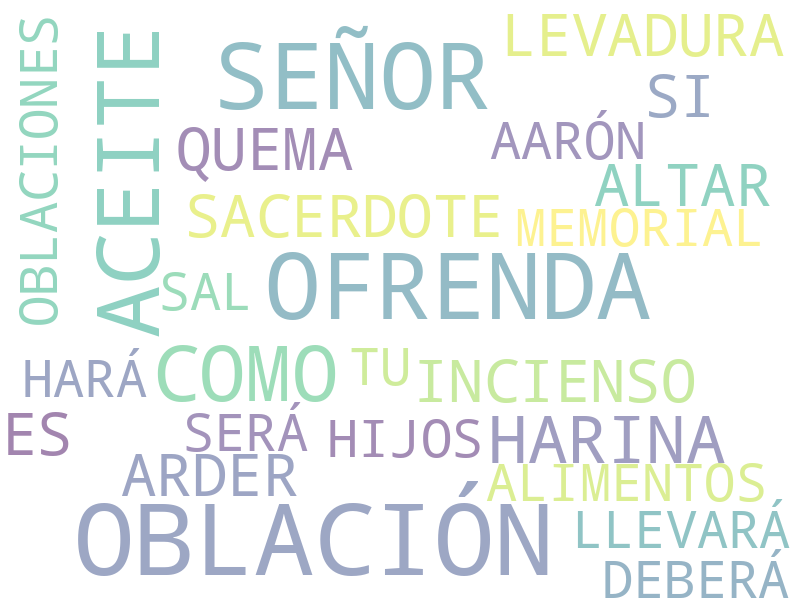 LEVADURA
SEÑOR
OBLACIONES
ACEITE
SI
QUEMA
AARÓN
ALTAR
SACERDOTE
MEMORIAL
OFRENDA
SAL
COMO
TU
INCIENSO
HARÁ
ES
SERÁ
HIJOS
HARINA
ARDER
ALIMENTOS
OBLACIÓN
LLEVARÁ
DEBERÁ